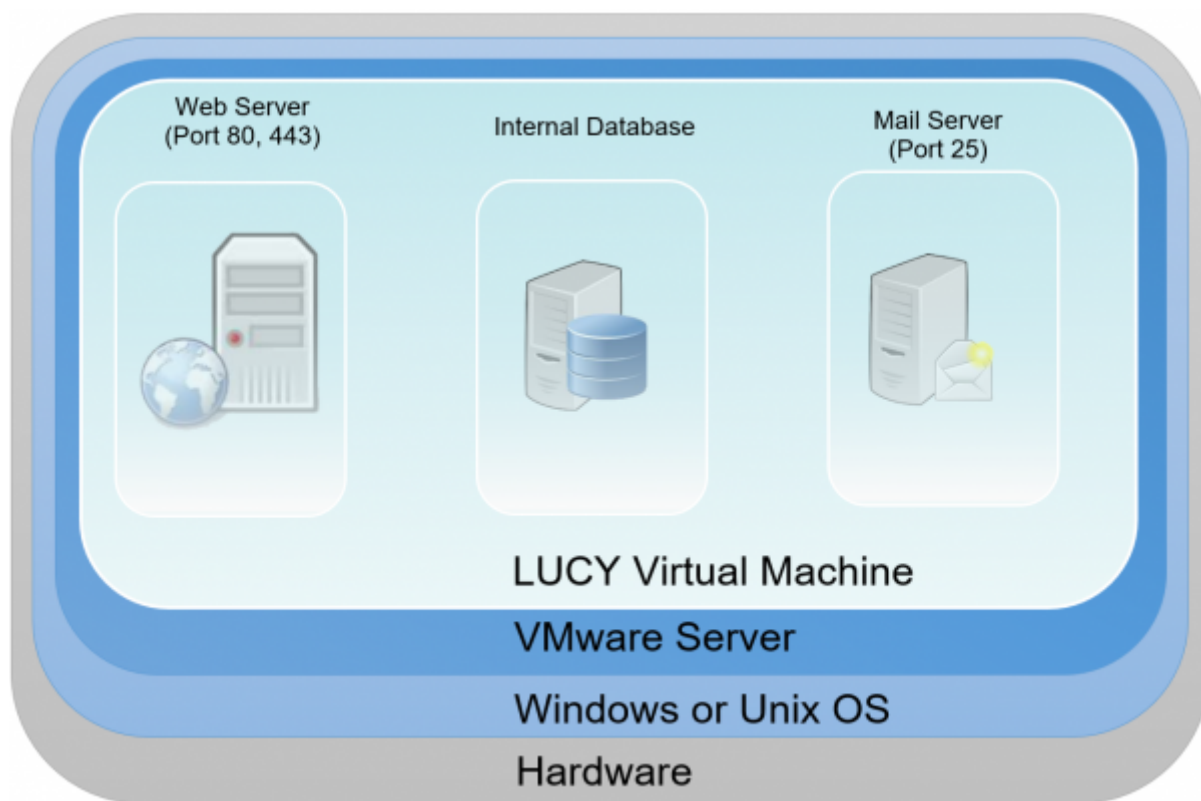 Web Server
(Port 80, 443)
Internal Database
Mail Server
(Port 25)
LUCY Virtual Machine
VMware Server
Windows or Unix OS
Hardware